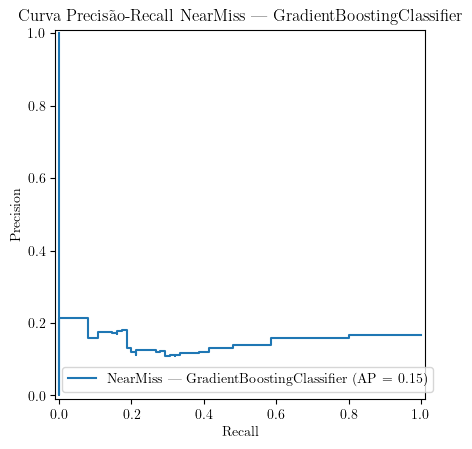 Curva Precisão-Recall NearMiss — GradientBoostingClassifier
1.0
0.8
0.6
0.4
0.2
0.0
Precision
NearMiss — GradientBoostingClassifier (AP = 0.15)
0.0 0.2 0.4 0.6 0.8 1.0
Recall